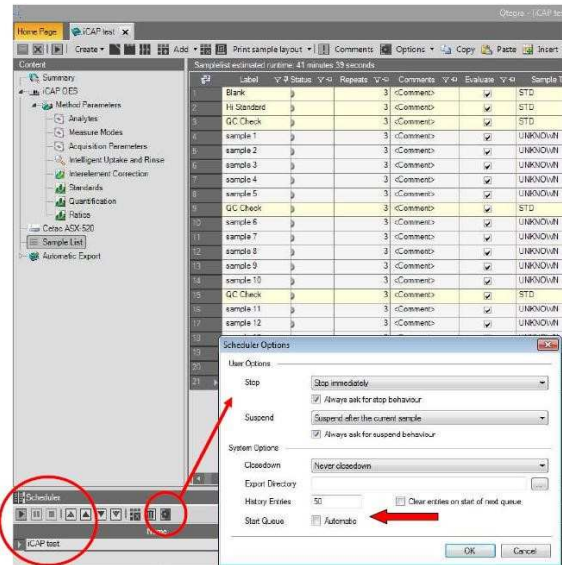 Qtegra - iCAP test
Home Page iCAP test
Create Add Print sample layout Comments Options Copy Paste Insert
Content
Summary
iCAP OES
Method Parameters
Analytes
Measure Modes
Acquisition Parameters
Intelligent Uptake and Rinse
Interelement Correction
Standards
Quantification
Ratios
Cetac ASX-520
Sample List
Automatic Export
Samplelist estimated runtime: 41 minutes 39 seconds
Label Status Repeats Comments Evaluate Sample T
1 Blank 3 <Comment> STD
2 Hi Standard 3 <Comment> STD
3 QC Check 3 <Comment> STD
4 sample 1 3 <Comment> UNKNOWN
5 sample 2 3 <Comment> UNKNOWN
6 sample 3 3 <Comment> UNKNOWN
7 sample 4 3 <Comment> UNKNOWN
8 sample 5 3 <Comment> UNKNOWN
9 QC Check 3 <Comment> STD
10 sample 6 3 <Comment> UNKNOWN
11 sample 7 3 <Comment> UNKNOWN
12 sample 8 3 <Comment> UNKNOWN
13 sample 9 3 <Comment> UNKNOWN
14 sample 10 3 <Comment> UNKNOWN
15 QC Check 3 <Comment> STD
16 sample 11 3 <Comment> UNKNOWN
17 sample 12 3 <Comment> UNKNOWN
18
19
20
21
Scheduler Options
User Options
Stop Stop immediately
Always ask for stop behaviour
Suspend Suspend after the current sample
Always ask for suspend behaviour
System Options
Closedown Never closedown
Export Directory ...
History Entries 50 Clear entries on start of next queue
Start Queue Automatic
OK Cancel
Scheduler
Name
iCAP test